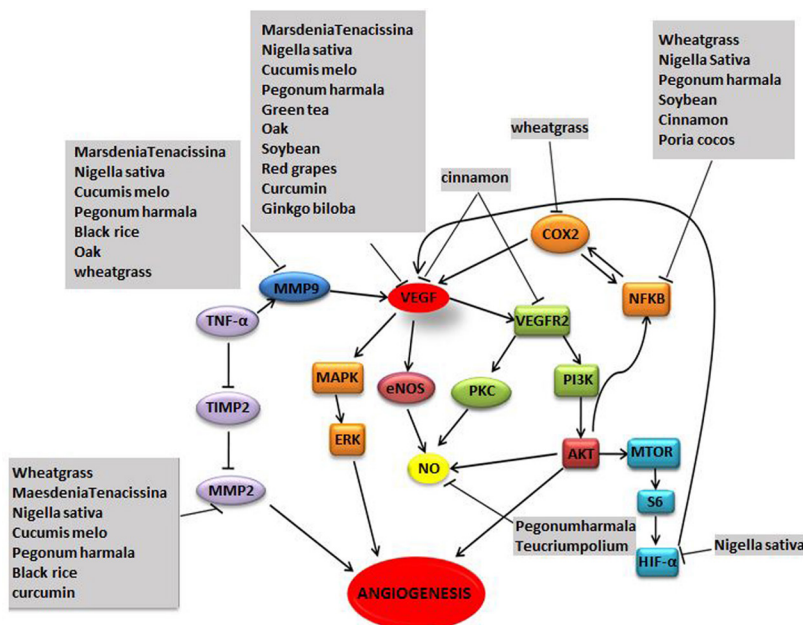 MarsdeniaTenacissina
Nigella sativa
Cucumis melo
Pegonum harmala
Green tea
Oak
Soybean
Red grapes
Curcumin
Ginkgo biloba
Wheatgrass
Nigella Sativa
Pegonum harmala
Soybean
Cinnamon
Poria cocos
wheatgrass
MarsdeniaTenacissina
Nigella sativa
Cucumis melo
Pegonum harmala
Black rice
Oak
wheatgrass
cinnamon
COX2
MMP9
VEGF
NFKB
TNF-α
VEGFR2
MAPK
eNOS
PKC
PI3K
TIMP2
ERK
NO
AKT
MTOR
Wheatgrass
MaesdeniaTenacissina
Nigella sativa
Cucumis melo
Pegonum harmala
Black rice
curcumin
MMP2
S6
Pegonumharmala
Teucriumpolium
HIF-α
Nigella sativa
ANGIOGENESIS